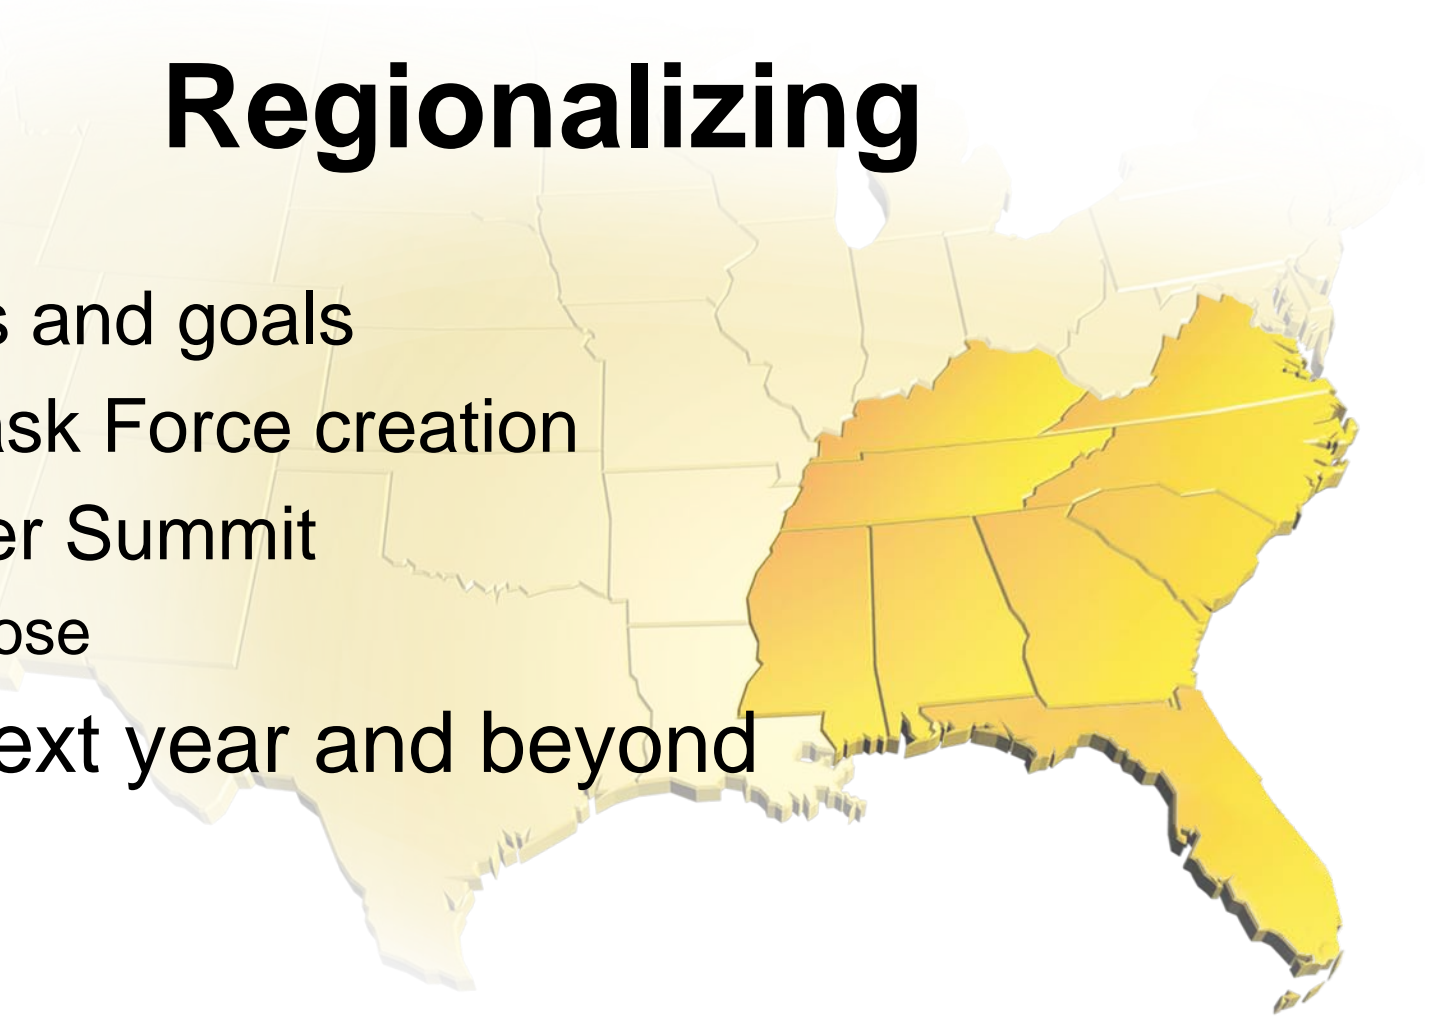 Regionalizing
s and goals
ask Force creation
er Summit
ose
ext year and beyond